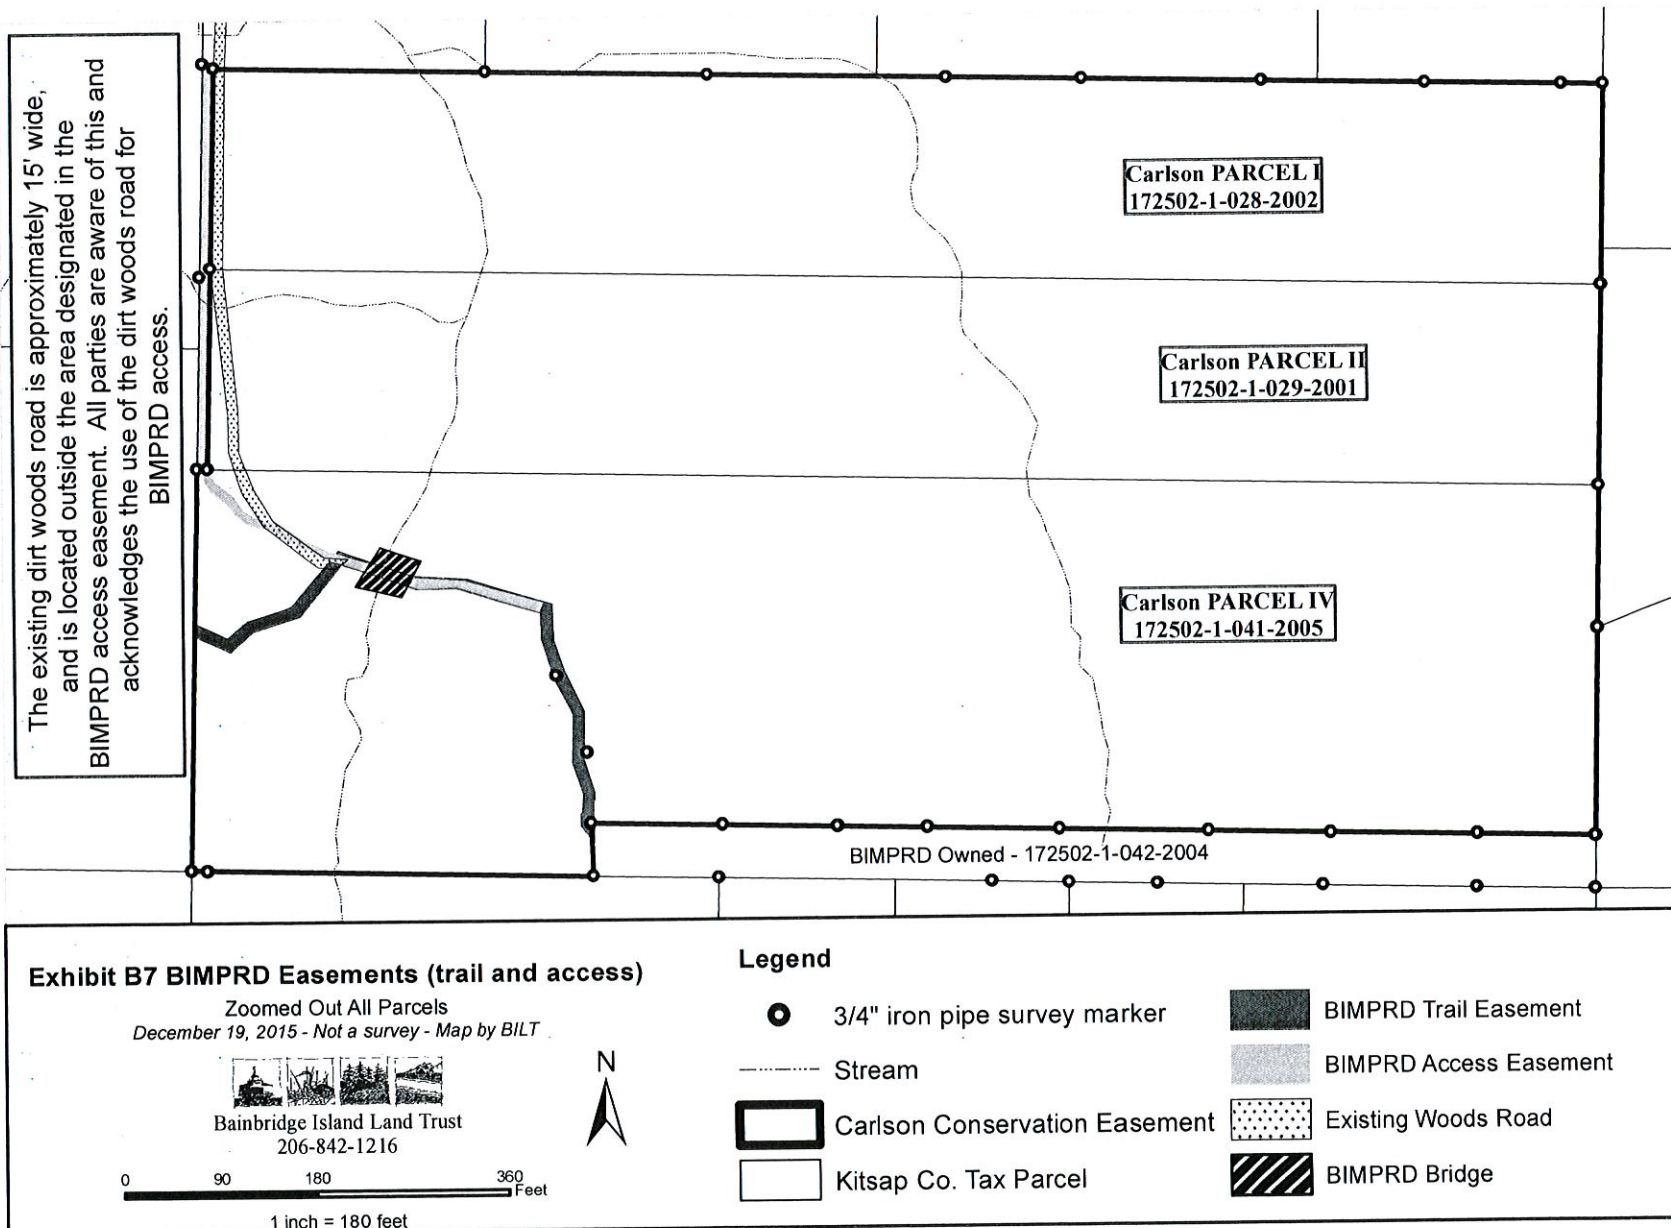 The existing dirt woods road is approximately 15' wide,
and is located outside the area designated in the
BIMPRD access easement.  All parties are aware of this and
acknowledges the use of the dirt woods road for
BIMPRD access.
Carlson PARCEL I
172502-1-028-2002
Carlson PARCEL II
172502-1-029-2001
Carlson PARCEL IV
172502-1-041-2005
BIMPRD Owned - 172502-1-042-2004
Exhibit B7 BIMPRD Easements (trail and access)
Zoomed Out All Parcels
December 19, 2015 - Not a survey - Map by BILT
Bainbridge Island Land Trust
206-842-1216
0 90 180 360
Feet
1 inch = 180 feet
N
Legend
3/4" iron pipe survey marker
Stream
Carlson Conservation Easement
Kitsap Co. Tax Parcel
BIMPRD Trail Easement
BIMPRD Access Easement
Existing Woods Road
BIMPRD Bridge